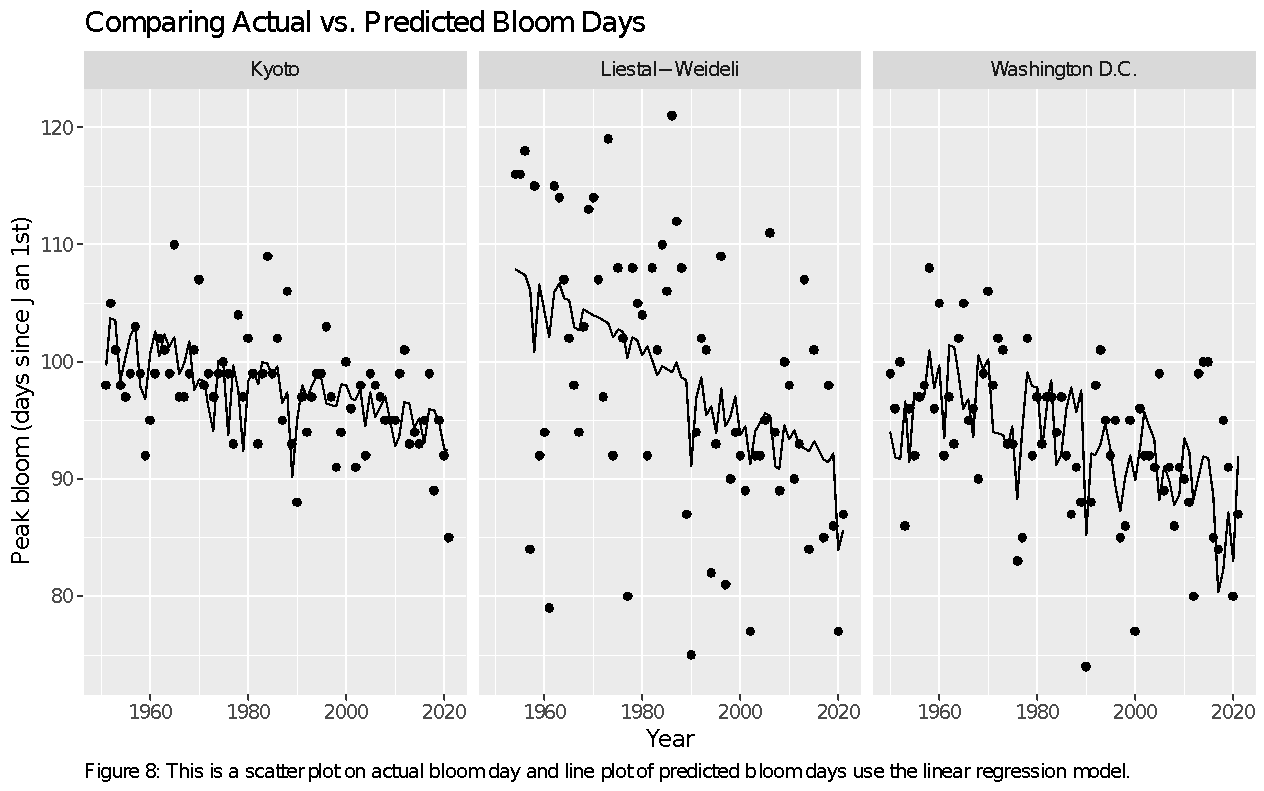 Comparing Actual vs. Predicted Bloom Days
Kyoto
Liestal−Weideli
Washington D.C.
120
110
100
90
80
1960 1980 2000 2020
1960 1980 2000 2020
1960 1980 2000 2020
Peak bloom (days since Jan 1st)
Year
Figure 8: This is a scatter plot on actual bloom day and line plot of predicted bloom days use the linear regression model.